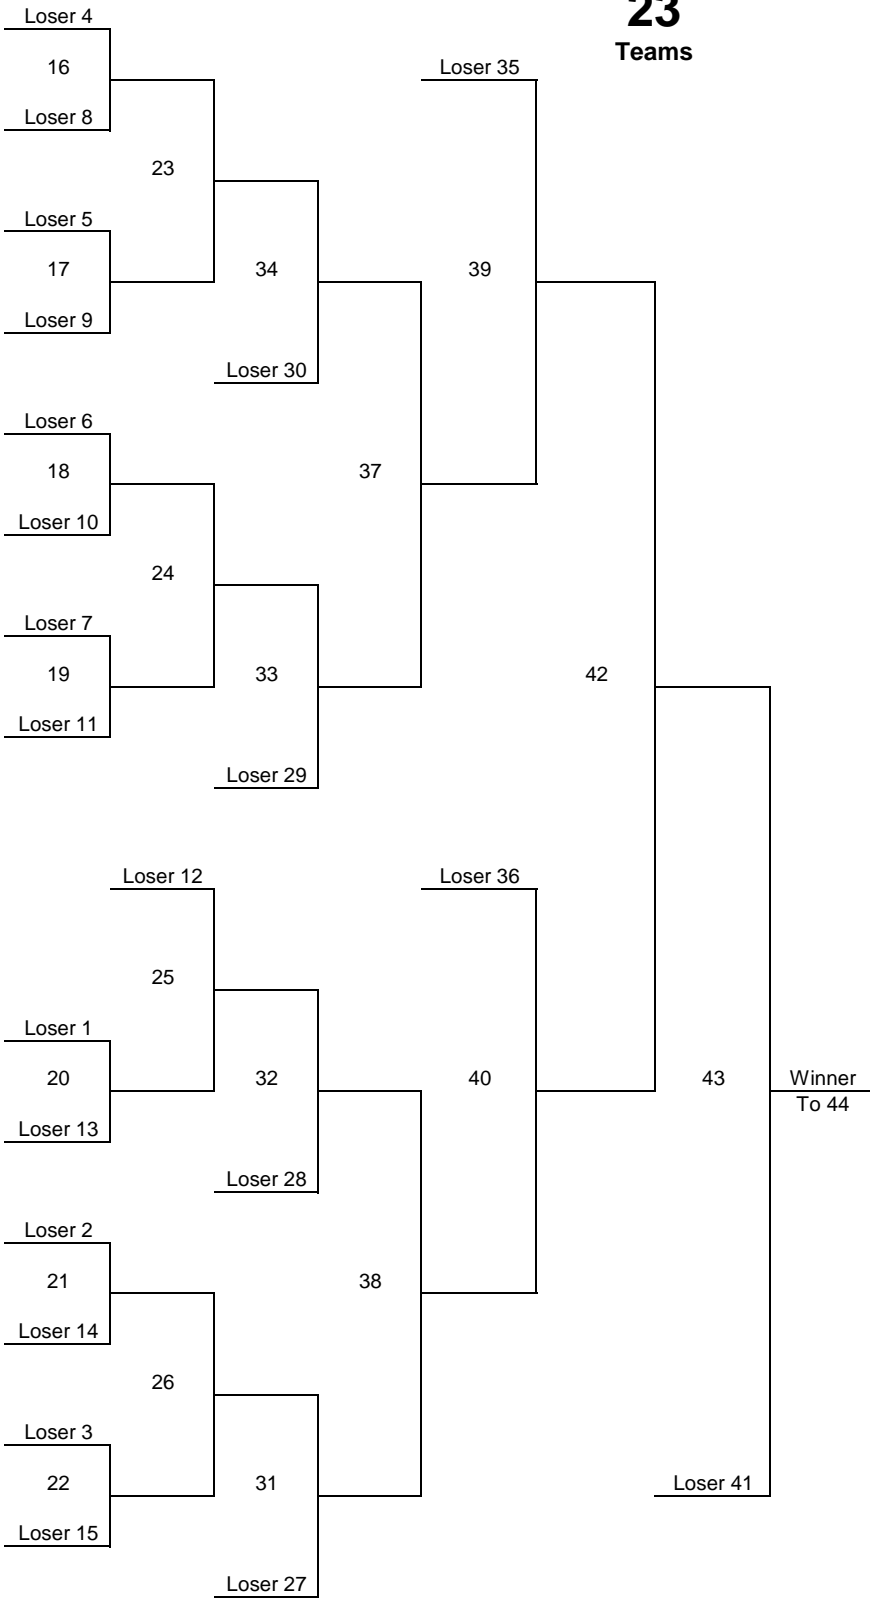 23
Teams
Loser 4
16
Loser 35
Loser 8
23
Loser 5
17
34
39
Loser 9
Loser 30
Loser 6
18
37
Loser 10
24
Loser 7
19
33
42
Loser 11
Loser 29
Loser 12
Loser 36
25
Loser 1
20
32
40
43
Winner
To 44
Loser 13
Loser 28
Loser 2
21
38
Loser 14
26
Loser 3
22
31
Loser 41
Loser 15
Loser 27